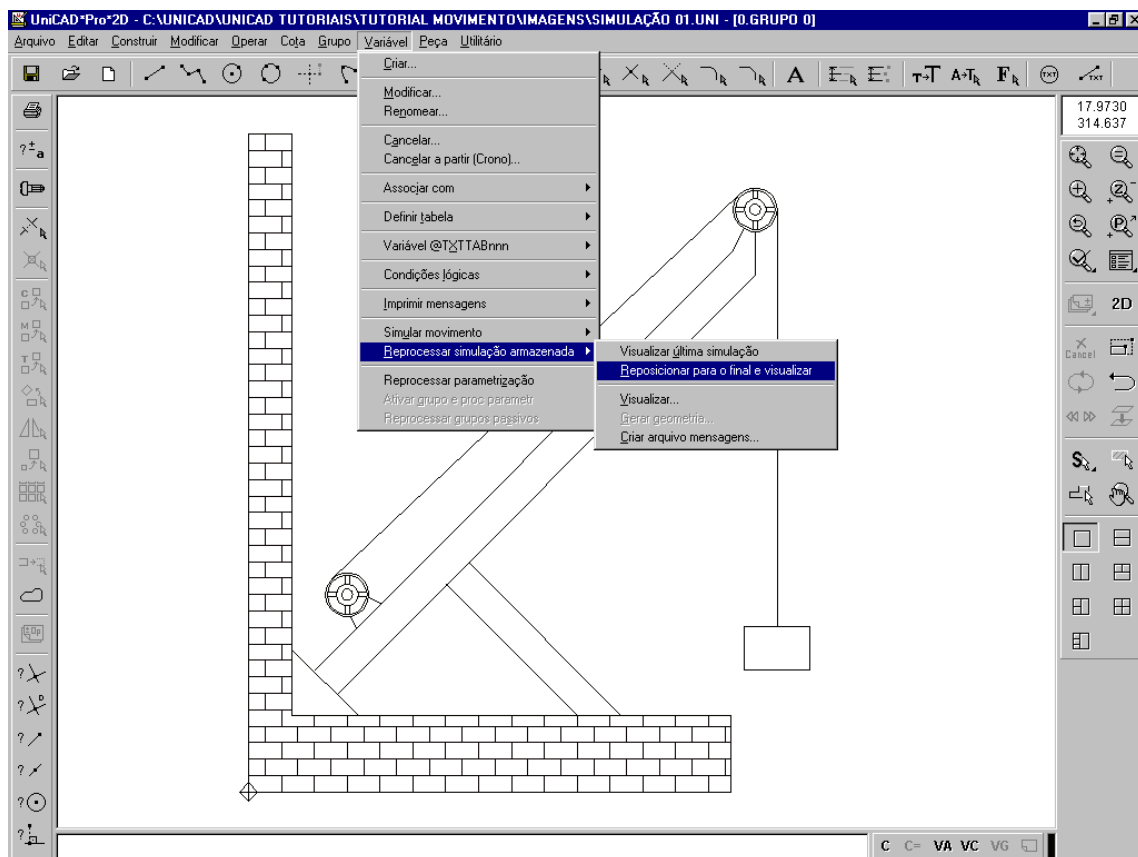 UniCAD*Pro*2D - C:\UNICAD\UNICAD TUTORIAIS\TUTORIAL MOVIMENTO\IMAGENS\SIMULAÇÃO 01.UNI - [0.GRUPO 0]
Arquivo Editar Construir Modificar Operar Cota Grupo Variável Peça Utilitário
Criar...
Modificar...
Renomear...
Cancelar...
Cancelar a partir (Crono)...
Associar com
Definir tabela
Variável @TXTTABnnn
Condições lógicas
Imprimir mensagens
Simular movimento
Reprocessar simulação armazenada
Reprocessar parametrização
Ativar grupo e proc parametr
Reprocessar grupos passivos
Visualizar última simulação
Reposicionar para o final e visualizar
Visualizar...
Gerar geometria...
Criar arquivo mensagens...
17.9730
314.637
2D
Cancel
C C= VA VC VG